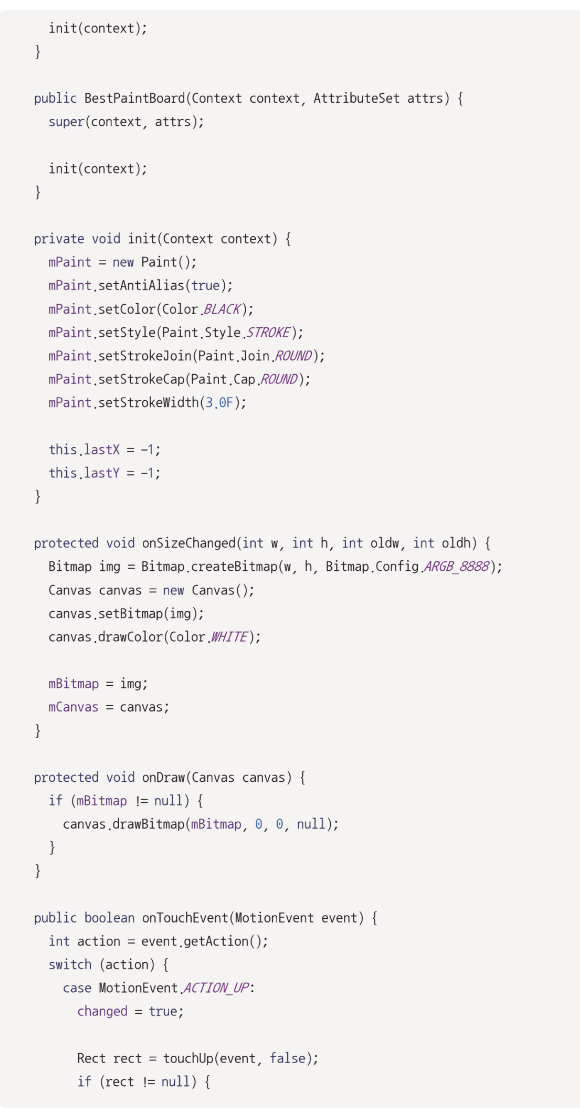 init(context);
}
public BestPaintBoard(Context context, AttributeSet attrs) {
super(context, attrs);
init(context);
}
private void init(Context context) {
mPaint = new Paint();
mPaint.setAntiAlias(true);
mPaint.setColor(Color.BLACK);
mPaint.setStyle(Paint.Style.STROKE);
mPaint.setStrokeJoin(Paint.Join.ROUND);
mPaint.setStrokeCap(Paint.Cap.ROUND);
mPaint.setStrokeWidth(3.0F);
this.lastX = -1;
this.lastY = -1;
}
protected void onSizeChanged(int w, int h, int oldw, int oldh) {
Bitmap img = Bitmap.createBitmap(w, h, Bitmap.Config.ARGB_8888);
Canvas canvas = new Canvas();
canvas.setBitmap(img);
canvas.drawColor(Color.WHITE);
mBitmap = img;
mCanvas = canvas;
}
protected void onDraw(Canvas canvas) {
if (mBitmap != null) {
canvas.drawBitmap(mBitmap, 0, 0, null);
}
}
public boolean onTouchEvent(MotionEvent event) {
int action = event.getAction();
switch (action) {
case MotionEvent.ACTION_UP:
changed = true;
Rect rect = touchUp(event, false);
if (rect != null) {